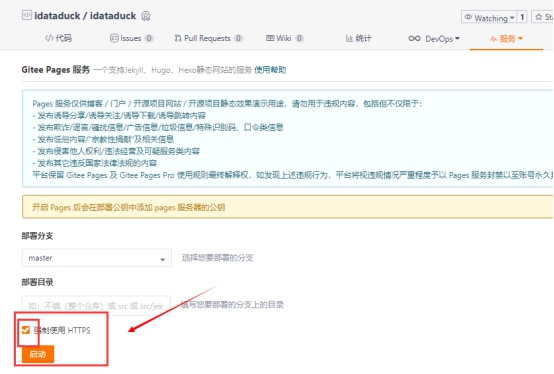 idataduck / idataduck
Watching 1 Sta
代码 Issues 0 Pull Requests 0 Wiki 0 统计 DevOps 服务
Gitee Pages 服务 一个支持Jekyll、Hugo、Hexo静态网站的服务 使用帮助
Pages 服务仅供博客 / 门户 / 开源项目网站 / 开源项目静态效果演示用途，请勿用于违规内容，包括但不仅限于：
- 发布诱导分享/诱导关注/诱导下载/诱导跳转内容
- 发布欺诈/谣言/骚扰信息/广告信息/垃圾信息/特殊识别码、口令类信息
- 发布低俗内容/“宗教性捐献”及相关信息
- 发布侵害他人权利/违法经营及可疑服务类内容
- 发布其它违反国家法律法规的内容
平台保留 Gitee Pages 及 Gitee Pages Pro 使用规则最终解释权，如发现上述违规行为，平台将视违规情况严重程度予以 Pages 服务封禁以至账号永久
开启 Pages 后会在部署公钥中添加 pages 服务器的公钥
部署分支
master 选择您要部署的分支
部署目录
如：不填（整个仓库）或 src 或 src/jek 填写您要部署的分支上的目录
强制使用 HTTPS
启动